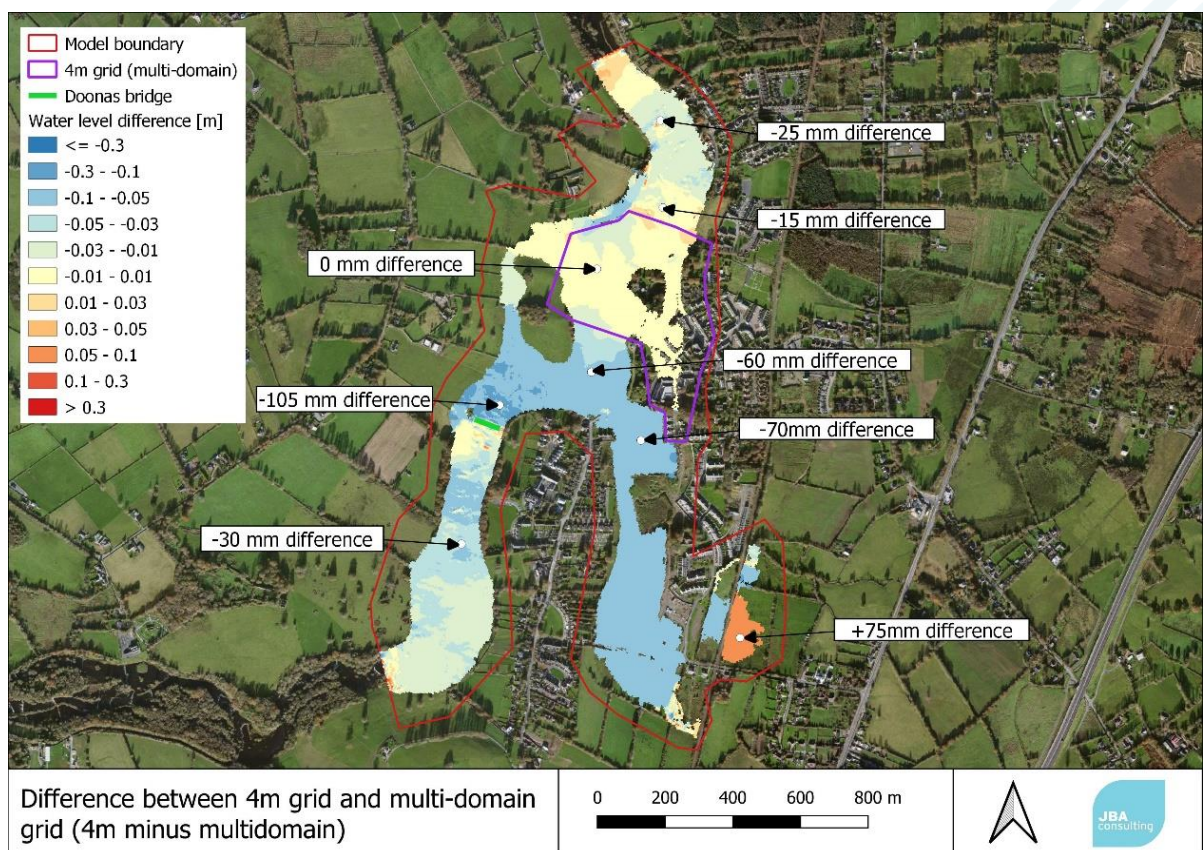 Model boundary
4m grid (multi-domain)
Doonas bridge
Water level difference [m]
<= -0.3
-0.3 - -0.1
-0.1 - -0.05
-0.05 - -0.03
-0.03 - -0.01
-0.01 - 0.01
0.01 - 0.03
0.03 - 0.05
0.05 - 0.1
0.1 - 0.3
> 0.3
-25 mm difference
-15 mm difference
0 mm difference
-60 mm difference
-105 mm difference
-70mm difference
-30 mm difference
+75mm difference
Difference between 4m grid and multi-domain
grid (4m minus multidomain)
0 200 400 600 800 m
JBA
consulting